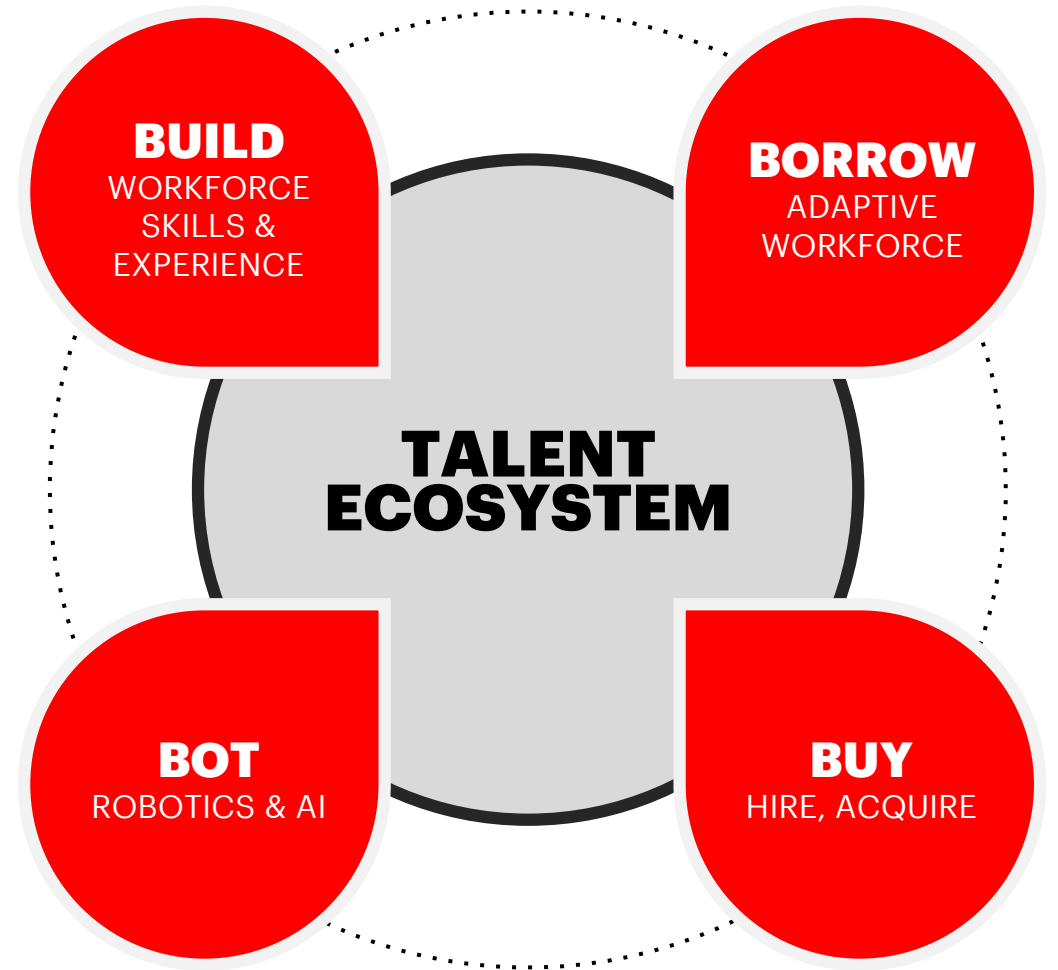 BUILD
WORKFORCE
SKILLS &
EXPERIENCE
BORROW
ADAPTIVE
WORKFORCE
TALENT
ECOSYSTEM
BOT
ROBOTICS & AI
BUY
HIRE, ACQUIRE